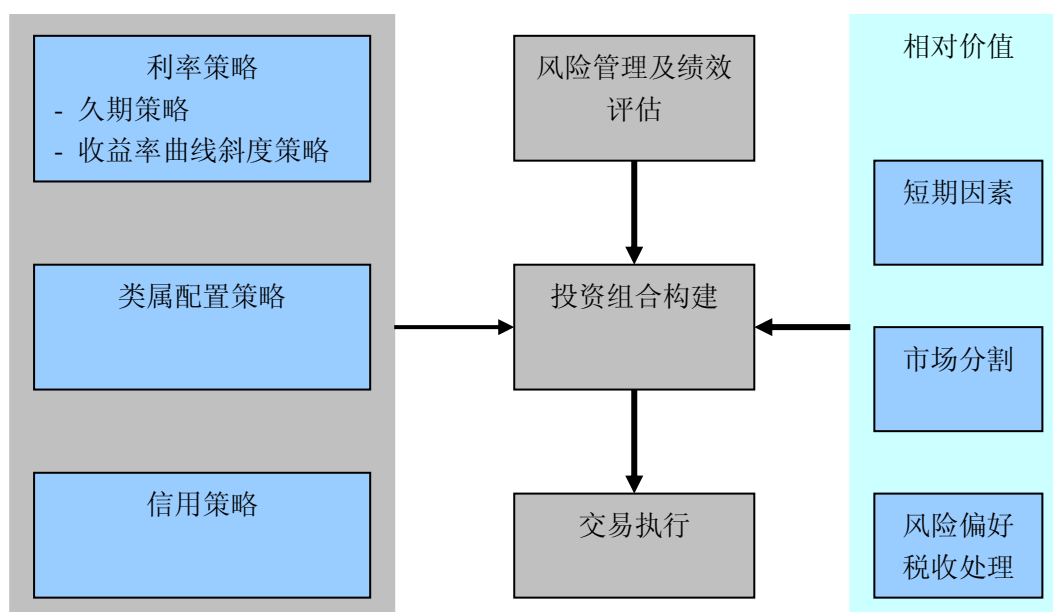 利率策略
- 久期策略
- 收益率曲线斜度策略
类属配置策略
信用策略
风险管理及绩效
评估
投资组合构建
交易执行
相对价值
短期因素
市场分割
风险偏好
税收处理